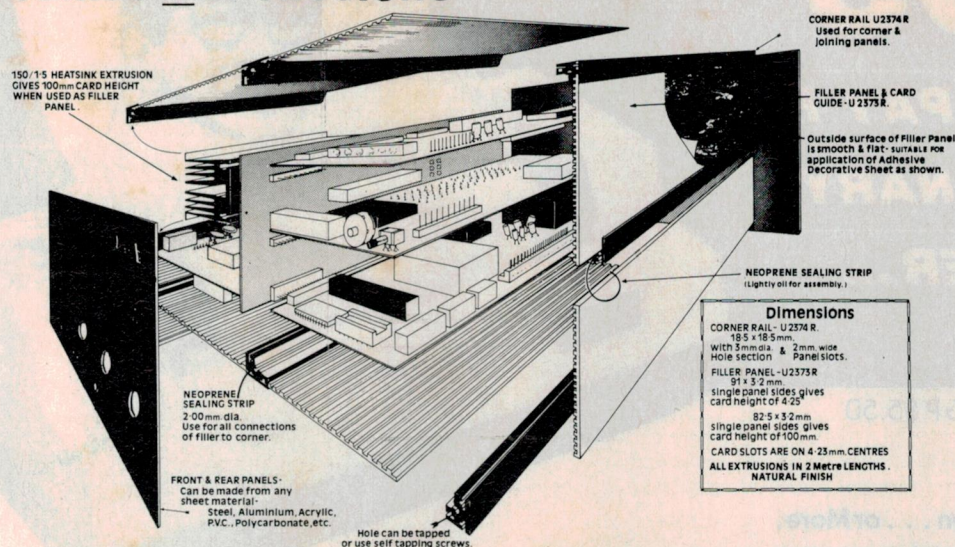 CORNER RAIL U2374R
Used for corner &
joining panels.
150/1·5 HEATSINK EXTRUSION
GIVES 100mm CARD HEIGHT
WHEN USED AS FILLER
PANEL.
FILLER PANEL & CARD
GUIDE-U2373R.
Outside surface of Filler Panel
is smooth & flat- SUITABLE FOR
application of Adhesive
Decorative Sheet as shown.
NEOPRENE SEALING STRIP
(Lightly oil for assembly.)
Dimensions
CORNER RAIL- U2374R.
18·5 x 18·5mm.
with 3mm dia. & 2mm. wide
Hole section Panel slots.
FILLER PANEL-U2373R
91 x 3·2mm.
single panel sides gives
card height of 4·25"
82·5 x 3·2mm
single panel sides gives
card height of 100mm.
CARD SLOTS ARE ON 4·23mm. CENTRES
ALL EXTRUSIONS IN 2 Metre LENGTHS.
NATURAL FINISH
NEOPRENE
SEALING STRIP
2·00mm. dia.
Use for all connections
of filler to corner.
FRONT & REAR PANELS-
Can be made from any
sheet material-
Steel, Aluminium, Acrylic,
P.V.C., Polycarbonate, etc.
Hole can be tapped
or use self tapping screws.